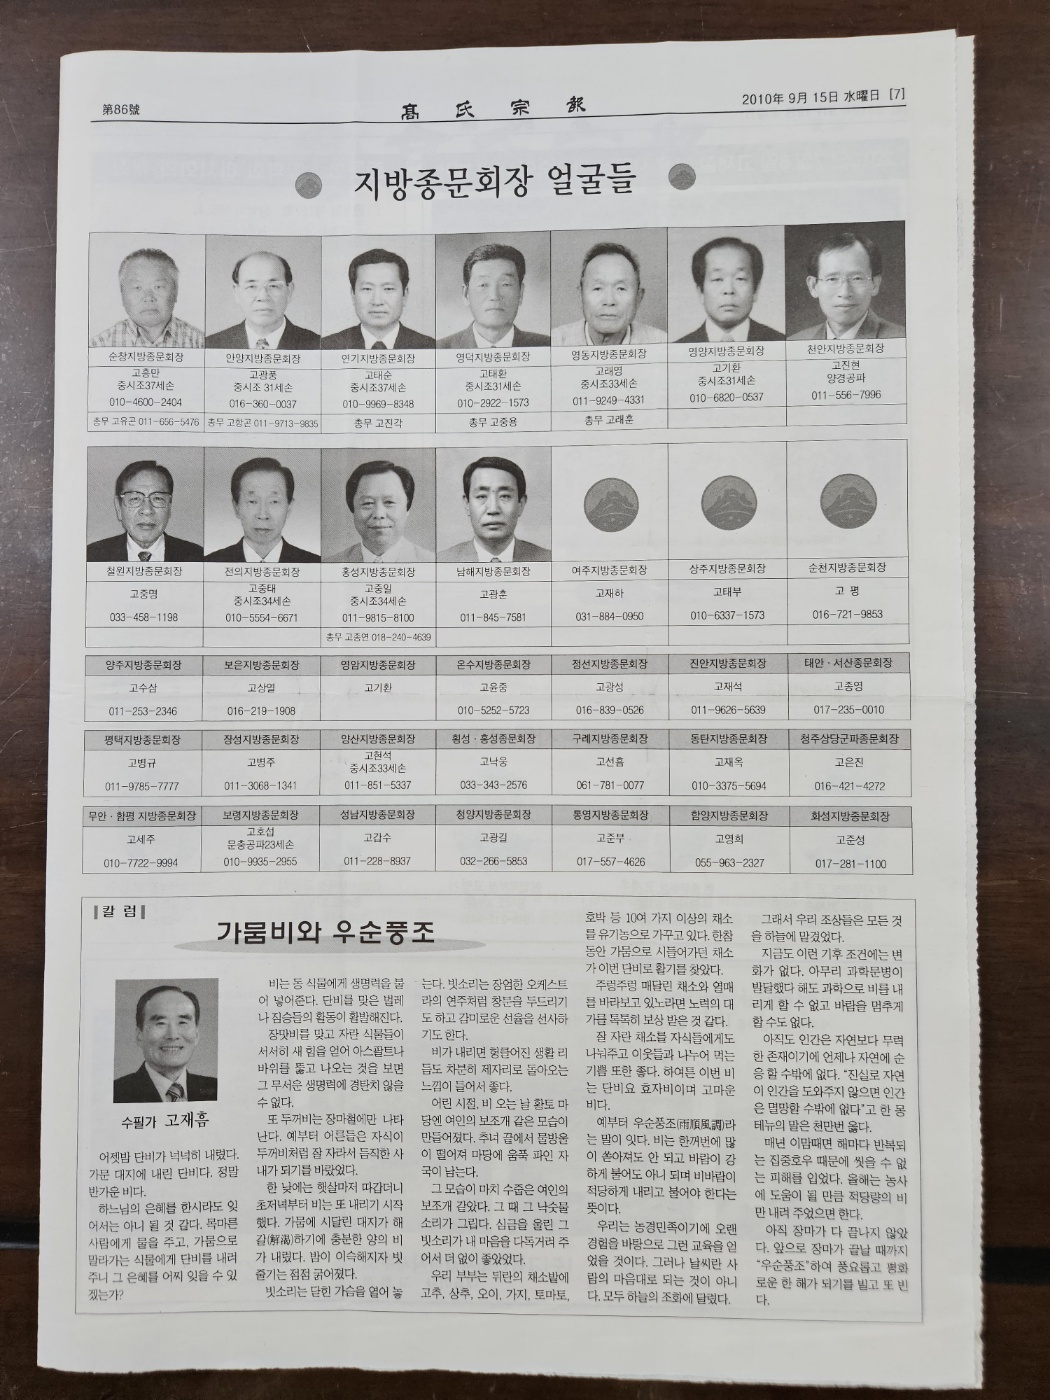 第86號
高氏宗報
2010年 9月 15日 水曜日 [7]
지방종문회장 얼굴들
순창지방종문회장 안양지방종문회장 연기지방종문회장 영덕지방종문회장 영동지방종문회장 영양지방종문회장 천안지방종문회장
고흥만 고광풍 고태순 고태환 고래영 고기환 고진현
중시조37세손 중시조 31세손 중시조37세손 중시조31세손 중시조33세손 중시조31세손 양경공파
010-4600-2404 016-360-0037 010-9969-8348 010-2922-1573 011-9249-4331 010-6820-0537 011-556-7996
총무 고유곤 011-656-5476 총무 고항곤 011-9713-9835 총무 고진각 총무 고중용 총무 고래훈
철원지방종문회장 전의지방종문회장 홍성지방종문회장 남해지방종문회장 여주지방종문회장 상주지방종문회장 순천지방종문회장
고중명 고중태 고중일 고광훈 고재하 고태부 고 평
중시조34세손 중시조34세손
033-458-1198 010-5554-6671 011-9815-8100 011-845-7581 031-884-0950 010-6337-1573 016-721-9853
총무 고종연 018-240-4639
양주지방종문회장 보은지방종문회장 영암지방종문회장 온수지방종문회장 정선지방종문회장 진안지방종문회장 태안·서산종문회장
고수삼 고상열 고기환 고윤중 고광성 고재석 고종영
011-253-2346 016-219-1908 010-5252-5723 016-839-0526 011-9626-5639 017-235-0010
평택지방종문회장 장성지방종문회장 양산지방종문회장 횡성·홍성종문회장 구례지방종문회장 동탄지방종문회장 청주상당군파종문회장
고병규 고병주 고현석 고낙웅 고선흠 고재옥 고은진
중시조33세손
011-9785-7777 011-3068-1341 011-851-5337 033-343-2576 061-781-0077 010-3375-5694 016-421-4272
무안·함평 지방종문회장 보령지방종문회장 성남지방종문회장 청양지방종문회장 통영지방종문회장 함양지방종문회장 화성지방종문회장
고세주 고호섭 고갑수 고광길 고준부 고영희 고준성
문충공파23세손
010-7722-9994 010-9935-2955 011-228-8937 032-266-5853 017-557-4626 055-963-2327 017-281-1100
칼 럼
가뭄비와 우순풍조
수필가 고재흠
어젯밤 단비가 넉넉히 내렸다.
가문 대지에 내린 단비다. 정말
반가운 비다.
하느님의 은혜를 한시라도 잊
어서는 아니 될 것 같다. 목마른
사람에게 물을 주고, 가뭄으로
말라가는 식물에게 단비를 내려
주니 그 은혜를 어찌 잊을 수 있
겠는가?
비는 동 식물에게 생명력을 불
어 넣어준다. 단비를 맞은 벌레
나 짐승들의 활동이 활발해진다.
장맛비를 맞고 자란 식물들이
서서히 새 힘을 얻어 아스팔트나
바위를 뚫고 나오는 것을 보면
그 무서운 생명력에 경탄치 않을
수 없다.
또 두꺼비는 장마철에만 나타
난다. 예부터 어른들은 자식이
두꺼비처럼 잘 자라서 듬직한 사
내가 되기를 바랐었다.
한 낮에는 햇살마저 따갑더니
초저녁부터 비는 또 내리기 시작
했다. 가뭄에 시달린 대지가 해
갈(解渴)하기에 충분한 양의 비
가 내렸다. 밤이 이슥해지자 빗
줄기는 점점 굵어졌다.
빗소리는 닫힌 가슴을 열어 놓
는다. 빗소리는 장엄한 오케스트
라의 연주처럼 창문을 두드리기
도 하고 감미로운 선율을 선사하
기도 한다.
비가 내리면 헝클어진 생활 리
듬도 차분히 제자리로 돌아오는
느낌이 들어서 좋다.
어린 시절, 비 오는 날 황토 마
당엔 여인의 보조개 같은 모습이
만들어졌다. 추녀 끝에서 물방울
이 떨어져 마당에 움푹 파인 자
국이 남는다.
그 모습이 마치 수줍은 여인의
보조개 같았다. 그 때 그 낙숫물
소리가 그립다. 심금을 울린 그
빗소리가 내 마음을 다독거려 주
어서 더 없이 좋았었다.
우리 부부는 뒤란의 채소밭에
고추, 상추, 오이, 가지, 토마토,
호박 등 10여 가지 이상의 채소
를 유기농으로 가꾸고 있다. 한참
동안 가뭄으로 시들어가던 채소
가 이번 단비로 활기를 찾았다.
주렁주렁 매달린 채소와 열매
를 바라보고 있노라면 노력의 대
가를 톡톡히 보상 받은 것 같다.
잘 자란 채소를 자식들에게도
나눠주고 이웃들과 나누어 먹는
기쁨 또한 좋다. 하여튼 이번 비
는 단비요 효자비이며 고마운
비다.
예부터 우순풍조(雨順風調)라
는 말이 잇다. 비는 한꺼번에 많
이 쏟아져도 안 되고 바람이 강
하게 불어도 아니 되며 비바람이
적당하게 내리고 불어야 한다는
뜻이다.
우리는 농경민족이기에 오랜
경험을 바탕으로 그런 교육을 얻
었을 것이다. 그러나 날씨란 사
람의 마음대로 되는 것이 아니
다. 모두 하늘의 조화에 달렸다.
그래서 우리 조상들은 모든 것
을 하늘에 맡겼었다.
지금도 이런 기후 조건에는 변
화가 없다. 아무리 과학문명이
발달했다 해도 과학으로 비를 내
리게 할 수 없고 바람을 멈추게
할 수도 없다.
아직도 인간은 자연보다 무력
한 존재이기에 언제나 자연에 순
응 할 수밖에 없다. “진실로 자연
이 인간을 도와주지 않으면 인간
은 멸망할 수밖에 없다”고 한 몽
테뉴의 말은 천만번 옳다.
매년 이맘때면 해마다 반복되
는 집중호우 때문에 씻을 수 없
는 피해를 입었다. 올해는 농사
에 도움이 될 만큼 적당량의 비
만 내려 주었으면 한다.
아직 장마가 다 끝나지 않았
다. 앞으로 장마가 끝날 때까지
“우순풍조”하여 풍요롭고 평화
로운 한 해가 되기를 빌고 또 빈
다.